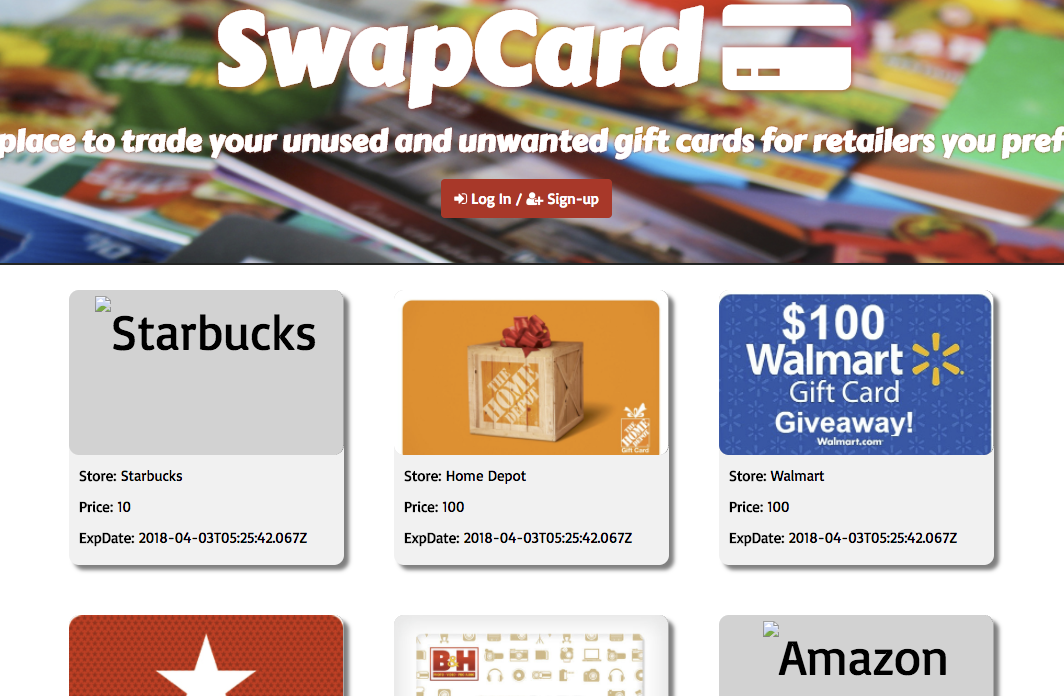 SwapCard
place to trade your unused and unwanted gift cards for retailers you pref
Log In / Sign-up
Starbucks
THE
HOME
DEPOT
THE
HOME
DEPOT
Gift Card
$100
Walmart
Gift Card
Giveaway!
Walmart.com
Store: Starbucks
Price: 10
ExpDate: 2018-04-03T05:25:42.067Z
Store: Home Depot
Price: 100
ExpDate: 2018-04-03T05:25:42.067Z
Store: Walmart
Price: 100
ExpDate: 2018-04-03T05:25:42.067Z
B&H
Amazon